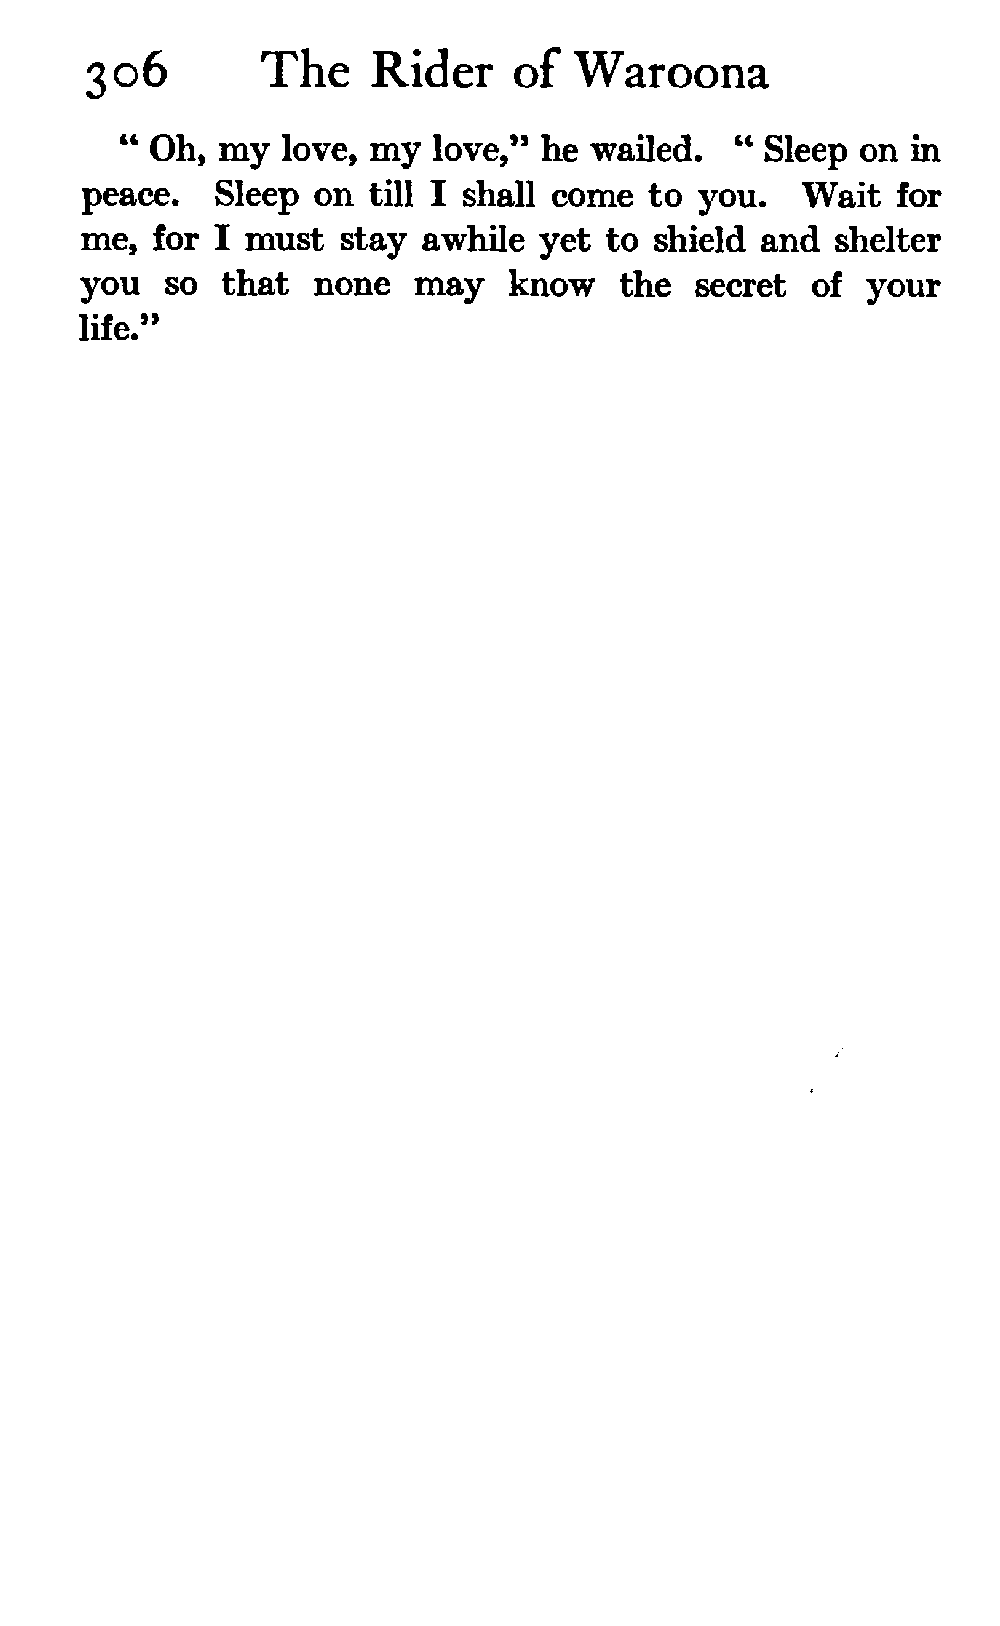 306 The Rider of Waroona
“ Oh, my love, my love,” he wailed. “ Sleep on in
peace. Sleep on till I shall come to you. Wait for
me, for I must stay awhile yet to shield and shelter
you so that none may know the secret of your
life.”